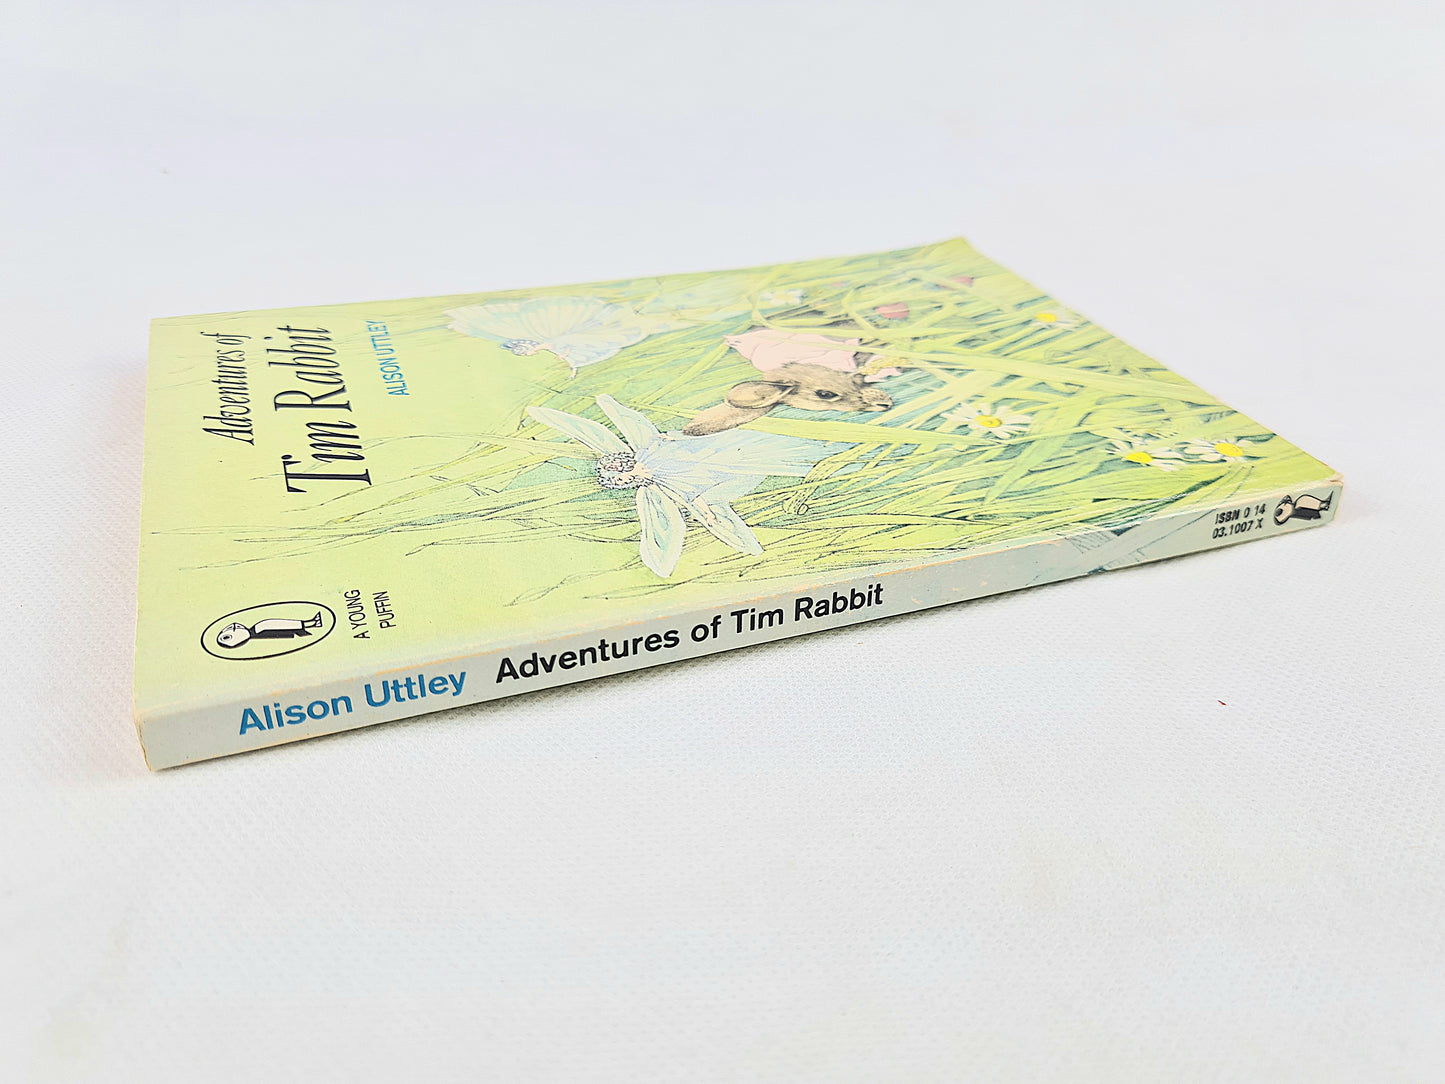 Adventures of
Tim Rabbit
ALISON UTTLEY
A YOUNG
PUFFIN
Alison Uttley Adventures of Tim Rabbit
ISBN 0 14
03.1007 X